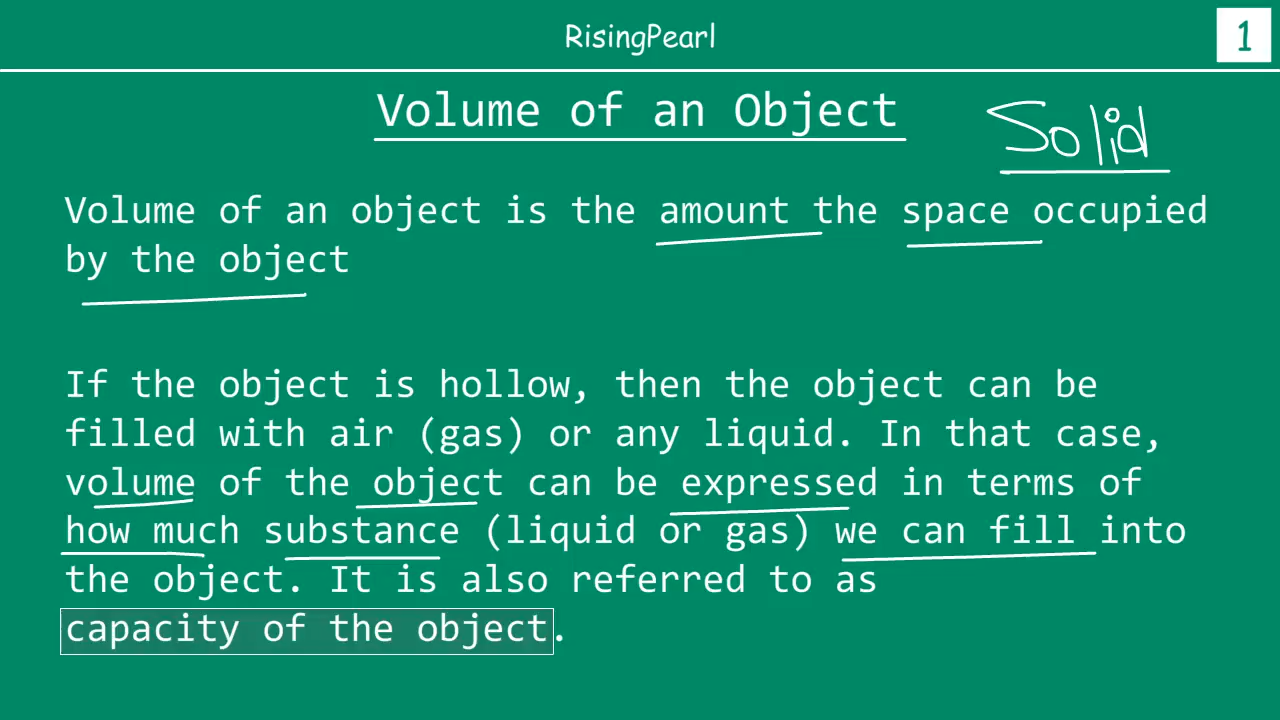 RisingPearl
1
Volume of an Object
Solid
Volume of an object is the amount the space occupied
by the object
If the object is hollow, then the object can be
filled with air (gas) or any liquid. In that case,
volume of the object can be expressed in terms of
how much substance (liquid or gas) we can fill into
the object. It is also referred to as
capacity of the object.